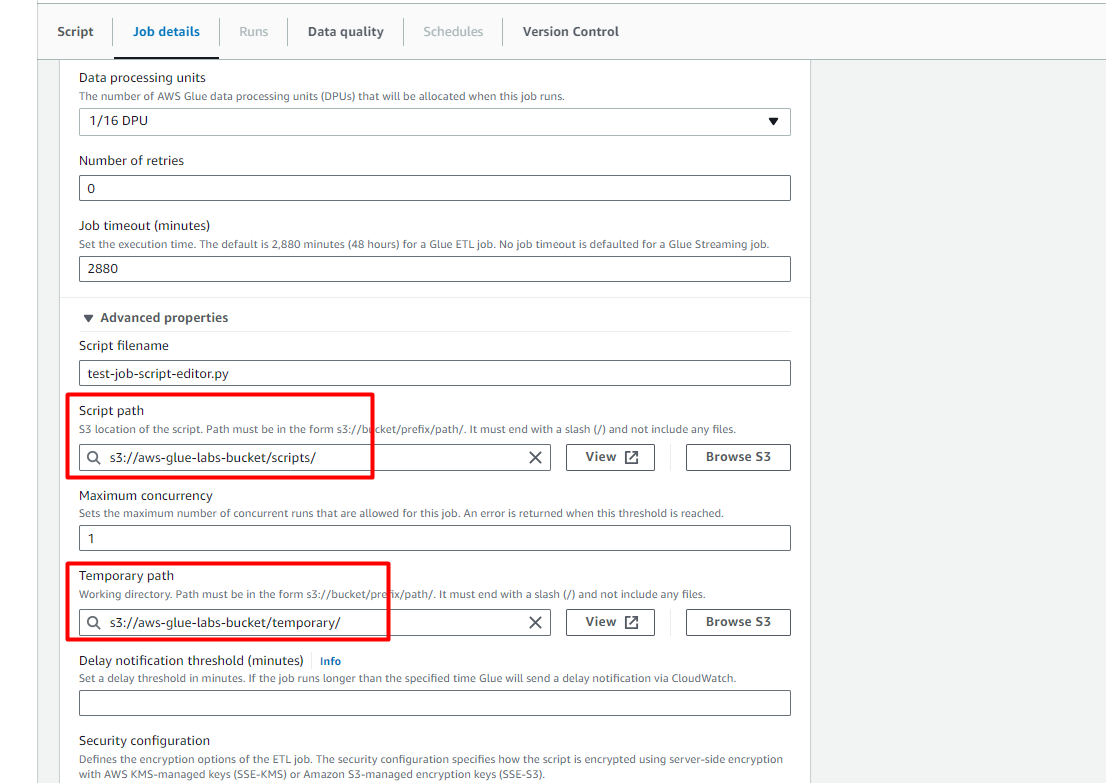 Script Job details Runs Data quality Schedules Version Control
Data processing units
The number of AWS Glue data processing units (DPUs) that will be allocated when this job runs.
1/16 DPU
Number of retries
0
Job timeout (minutes)
Set the execution time. The default is 2,880 minutes (48 hours) for a Glue ETL job. No job timeout is defaulted for a Glue Streaming job.
2880
Advanced properties
Script filename
test-job-script-editor.py
Script path
S3 location of the script. Path must be in the form s3://bucket/prefix/path/. It must end with a slash (/) and not include any files.
s3://aws-glue-labs-bucket/scripts/ View Browse S3
Maximum concurrency
Sets the maximum number of concurrent runs that are allowed for this job. An error is returned when this threshold is reached.
1
Temporary path
Working directory. Path must be in the form s3://bucket/prefix/path/. It must end with a slash (/) and not include any files.
s3://aws-glue-labs-bucket/temporary/ View Browse S3
Delay notification threshold (minutes) Info
Set a delay threshold in minutes. If the job runs longer than the specified time Glue will send a delay notification via CloudWatch.
Security configuration
Defines the encryption options of the ETL job. The security configuration specifies how the script is encrypted using server-side encryption
with AWS KMS-managed keys (SSE-KMS) or Amazon S3-managed encryption keys (SSE-S3).